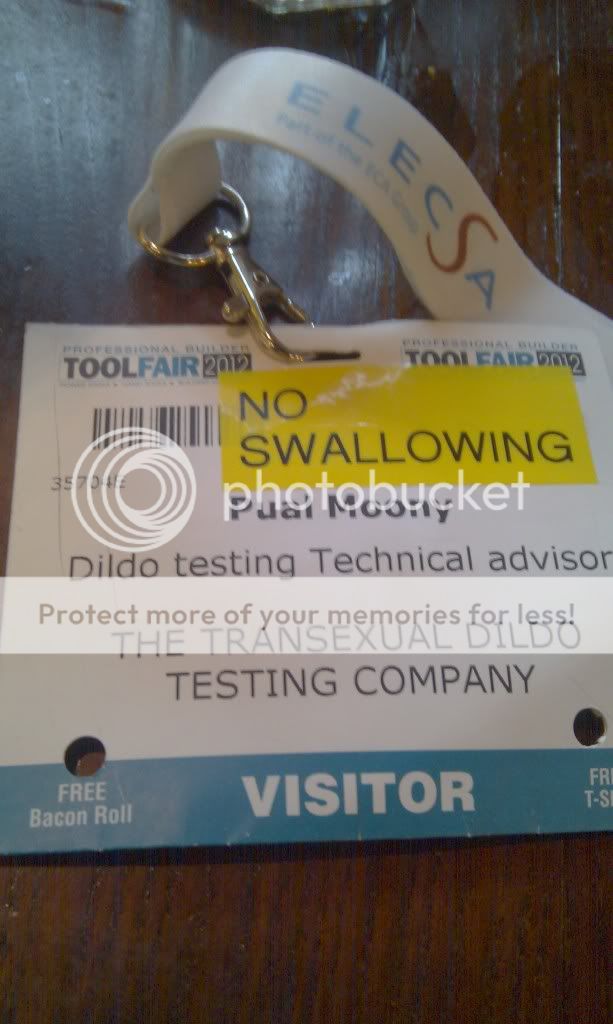 ELECSA
Part of the ECA Group
PROFESSIONAL BUILDER
TOOLFAIR 2012
PROFESSIONAL BUILDER
TOOLFAIR 2012
NO
SWALLOWING
35704E
photobucket
Pual Moony
Dildo testing Technical advisor
Protect more of your memories for less!
THE TRANSEXUAL DILDO
TESTING COMPANY
FREE
Bacon Roll
VISITOR
FRE
T-S